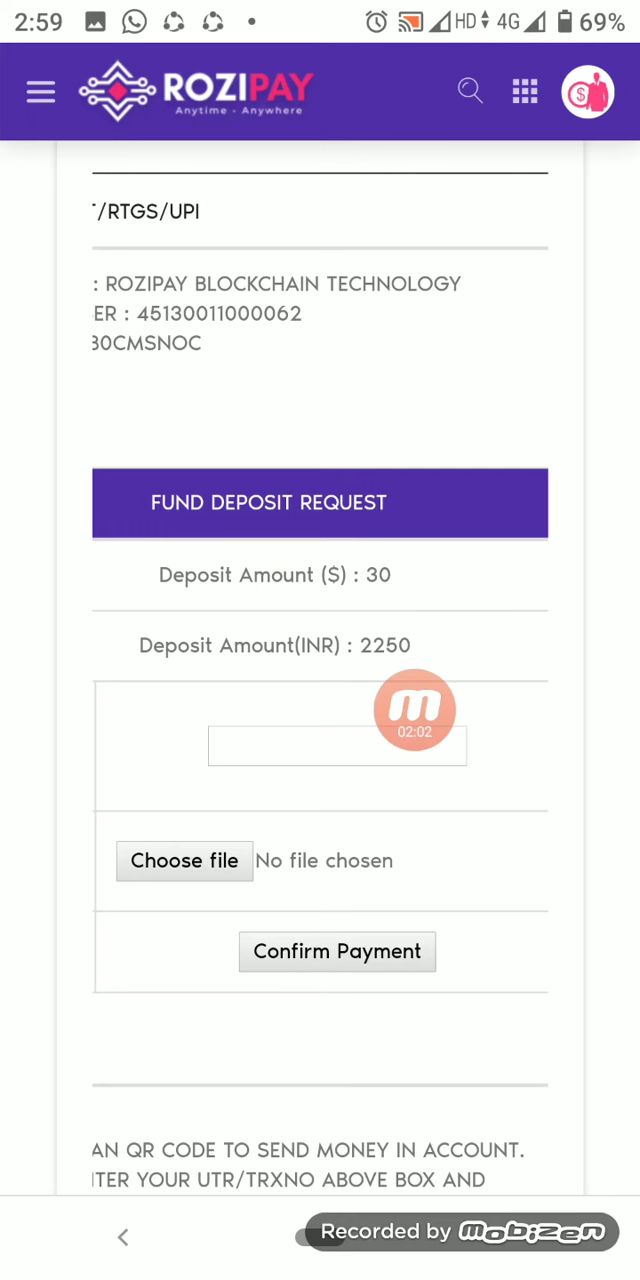 2:59 HD 4G 69%
ROZIPAY
Anytime - Anywhere
/RTGS/UPI
: ROZIPAY BLOCKCHAIN TECHNOLOGY
ER : 45130011000062
30CMSNOC
FUND DEPOSIT REQUEST
Deposit Amount ($) : 30
Deposit Amount(INR) : 2250
m
02:02
Choose file No file chosen
Confirm Payment
AN QR CODE TO SEND MONEY IN ACCOUNT.
TER YOUR UTR/TRXNO ABOVE BOX AND
Recorded by mobizen